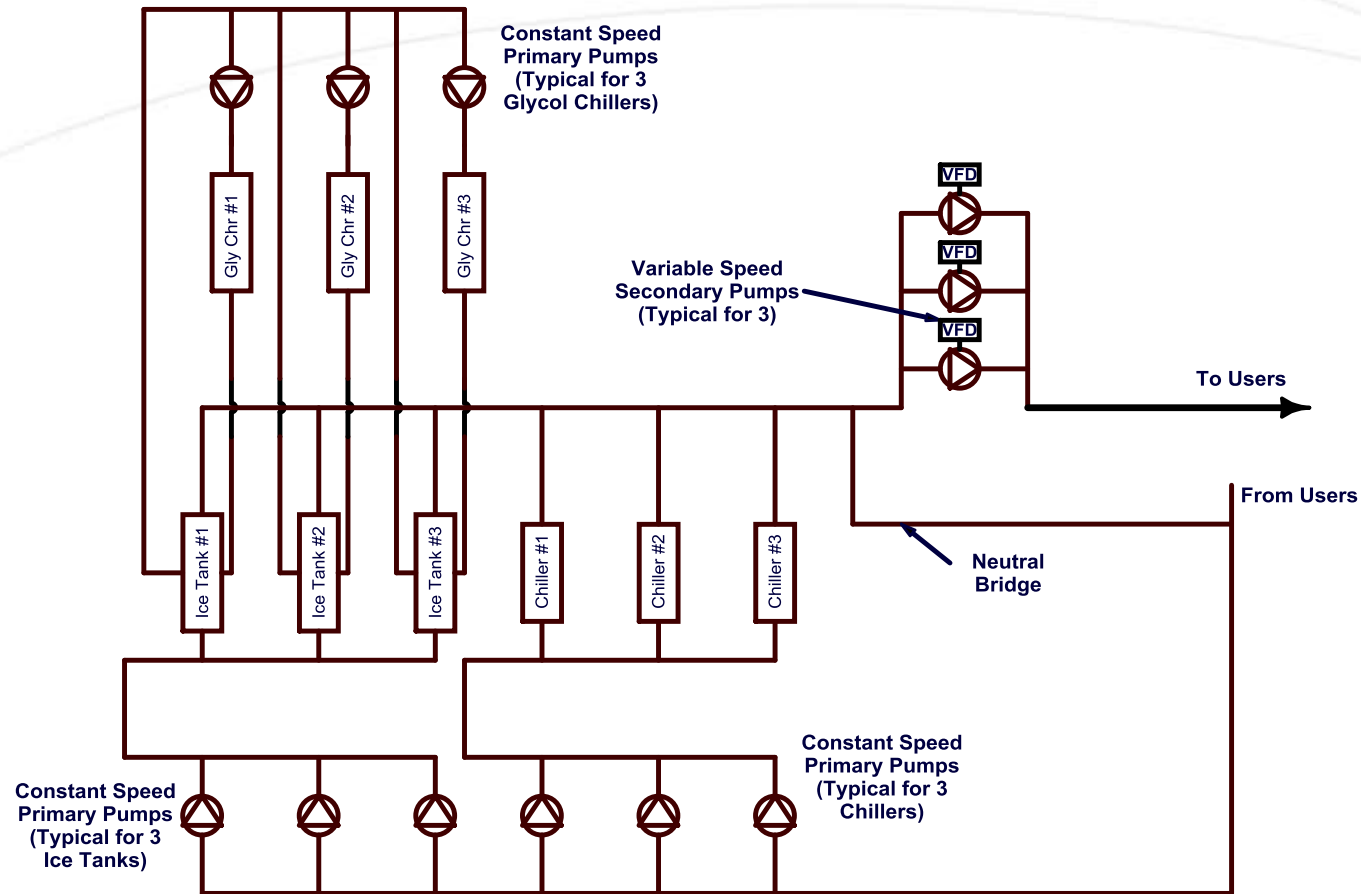 Constant Speed
Primary Pumps
(Typical for 3
Glycol Chillers)
Gly Chr #1
Gly Chr #2
Gly Chr #3
VFD
VFD
VFD
Variable Speed
Secondary Pumps
(Typical for 3)
To Users
From Users
Neutral
Bridge
Ice Tank #1
Ice Tank #2
Ice Tank #3
Chiller #1
Chiller #2
Chiller #3
Constant Speed
Primary Pumps
(Typical for 3
Ice Tanks)
Constant Speed
Primary Pumps
(Typical for 3
Chillers)